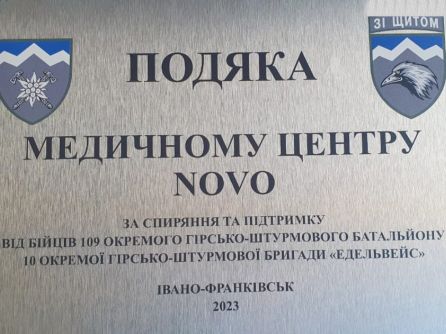 ЗІ ЩИТОМ
ПОДЯКА
МЕДИЧНОМУ ЦЕНТРУ
NOVO
ЗА СПИРЯННЯ ТА ПІДТРИМКУ
ВІД БІЙЦІВ 109 ОКРЕМОГО ГІРСЬКО-ШТУРМОВОГО БАТАЛЬЙОНУ
10 ОКРЕМОЇ ГІРСЬКО-ШТУРМОВОЇ БРИГАДИ «ЕДЕЛЬВЕЙС»
ІВАНО-ФРАНКІВСЬК
2023